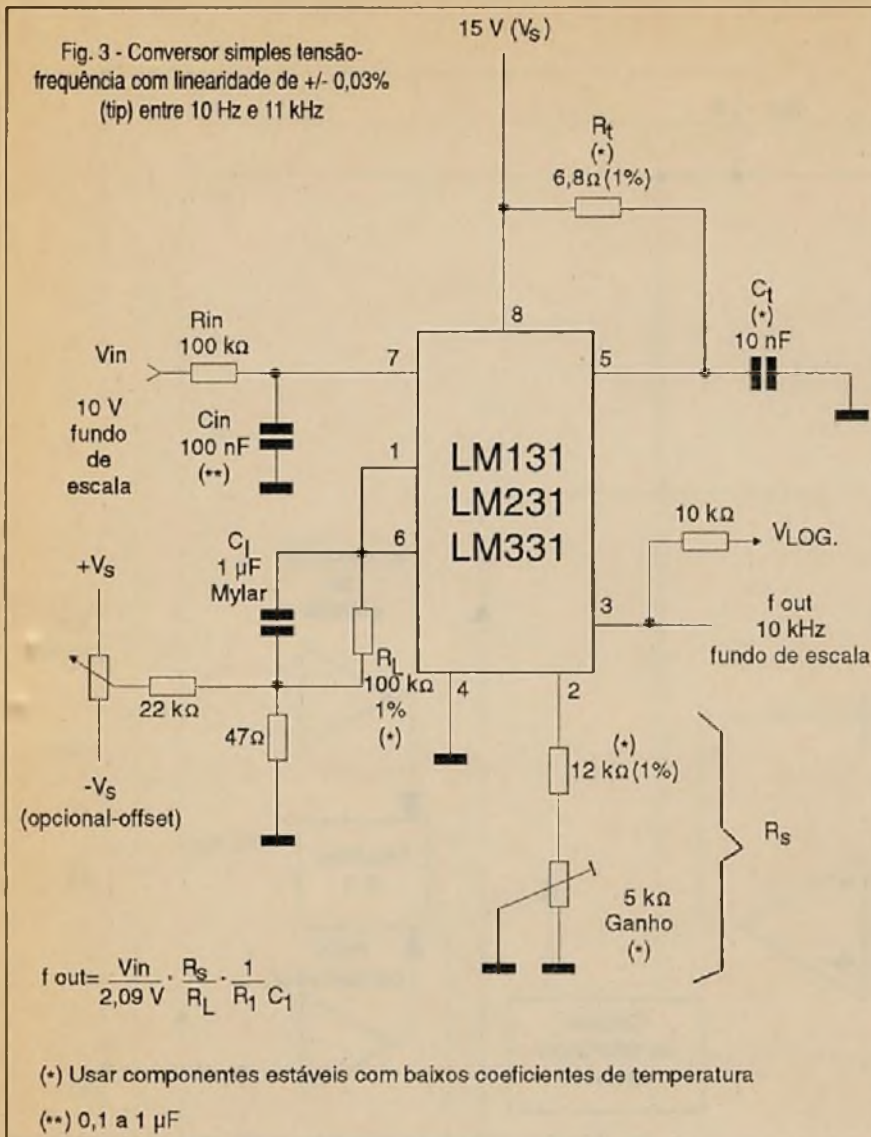 Fig. 3 - Conversor simples tensão-
frequência com linearidade de +/- 0,03%
(tip) entre 10 Hz e 11 kHz
15 V (Vs)
Rt
(*)
6,8Ω (1%)
Ct
(*)
10 nF
Rin
100 kΩ
Vin
10 V
fundo
de
escala
Cin
100 nF
(**)
8
7
5
1
6
3
4
2
LM131
LM231
LM331
10 kΩ
VLOG.
f out
10 kHz
fundo de escala
Cl
1 µF
Mylar
+Vs
22 kΩ
-Vs
(opcional-offset)
47Ω
RL
100 kΩ
1%
(*)
(*)
12 kΩ (1%)
5 kΩ
Ganho
(*)
Rs
f out= Vin/2,09 V · Rs/RL · 1/R1 C1
(*) Usar componentes estáveis com baixos coeficientes de temperatura
(**) 0,1 a 1 µF